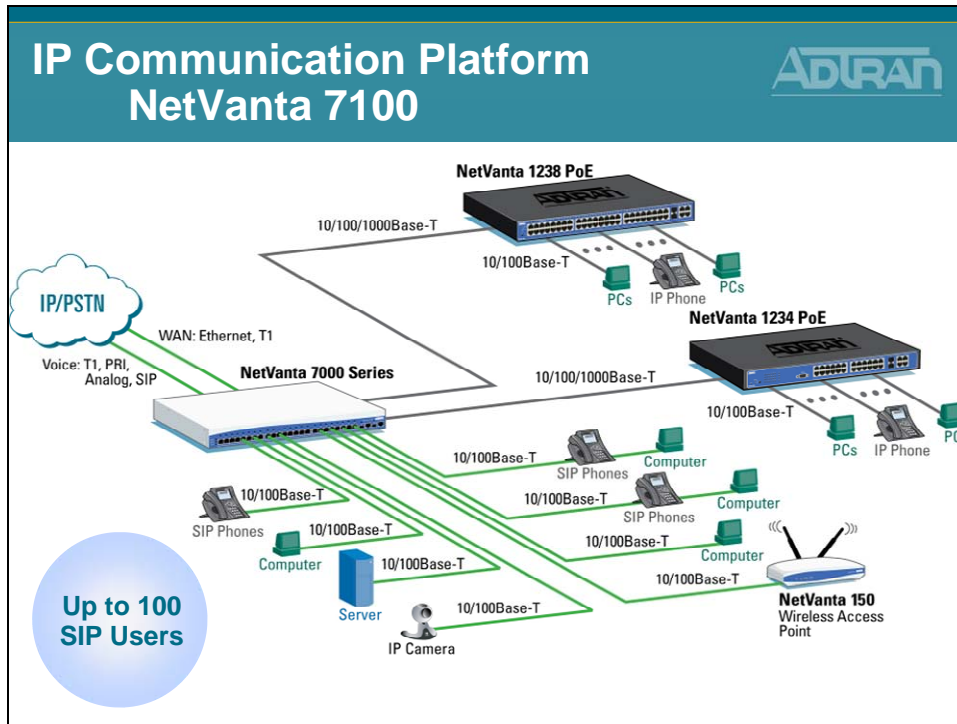 IP Communication Platform
NetVanta 7100
ADTRAN
NetVanta 1238 PoE
ADTRAN
10/100/1000Base-T
10/100Base-T
PCs
IP Phone
PCs
IP/PSTN
WAN: Ethernet, T1
Voice: T1, PRI,
Analog, SIP
NetVanta 7000 Series
NetVanta 1234 PoE
ADTRAN
10/100/1000Base-T
10/100Base-T
PCs
IP Phone
PC
10/100Base-T
SIP Phones
Computer
10/100Base-T
SIP Phones
Computer
10/100Base-T
SIP Phones
10/100Base-T
Computer
10/100Base-T
Computer
10/100Base-T
Server
10/100Base-T
NetVanta 150
Wireless Access
Point
10/100Base-T
IP Camera
Up to 100
SIP Users